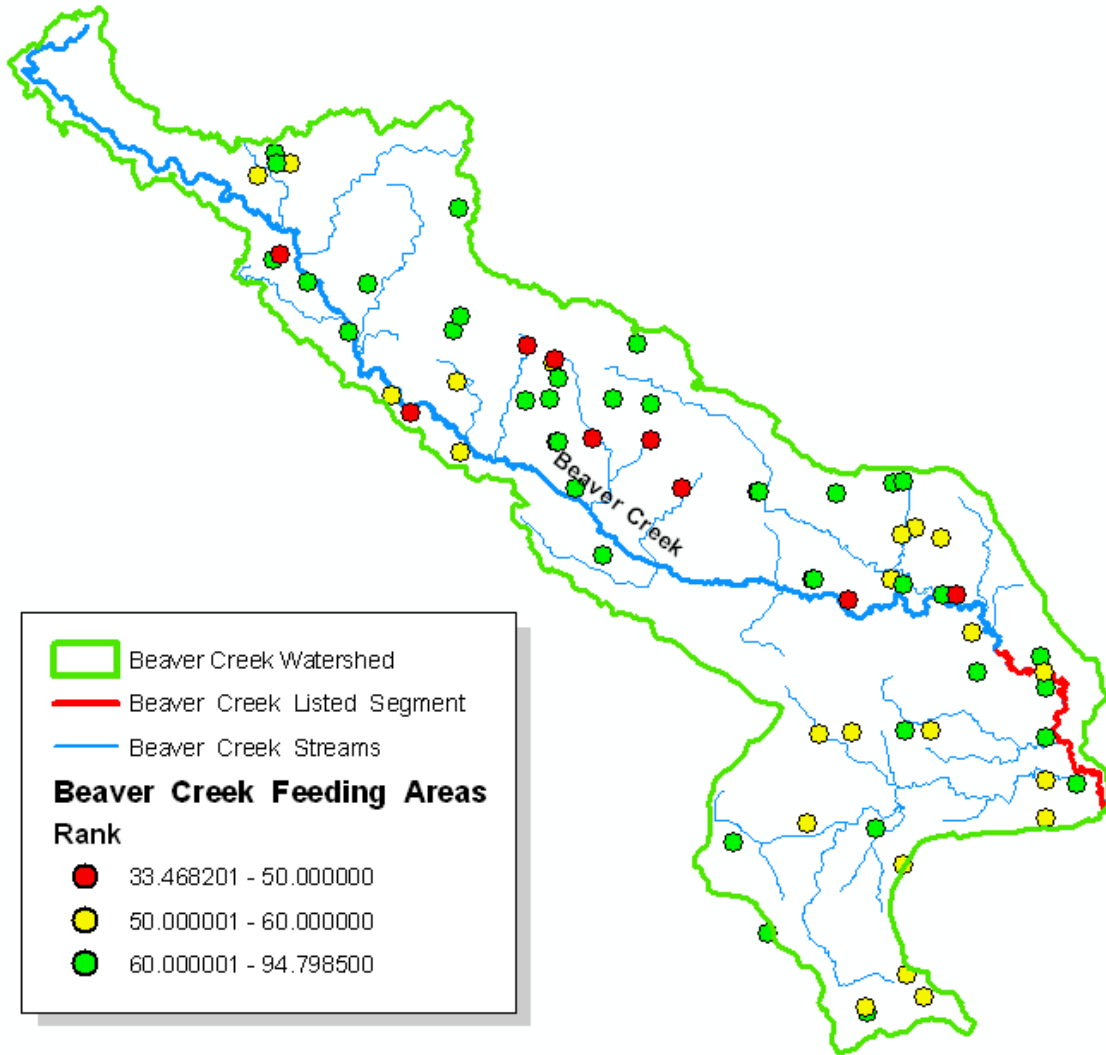 Beaver Creek
Beaver Creek Watershed
Beaver Creek Listed Segment
Beaver Creek Streams
Beaver Creek Feeding Areas
Rank
33.468201 - 50.000000
50.000001 - 60.000000
60.000001 - 94.798500